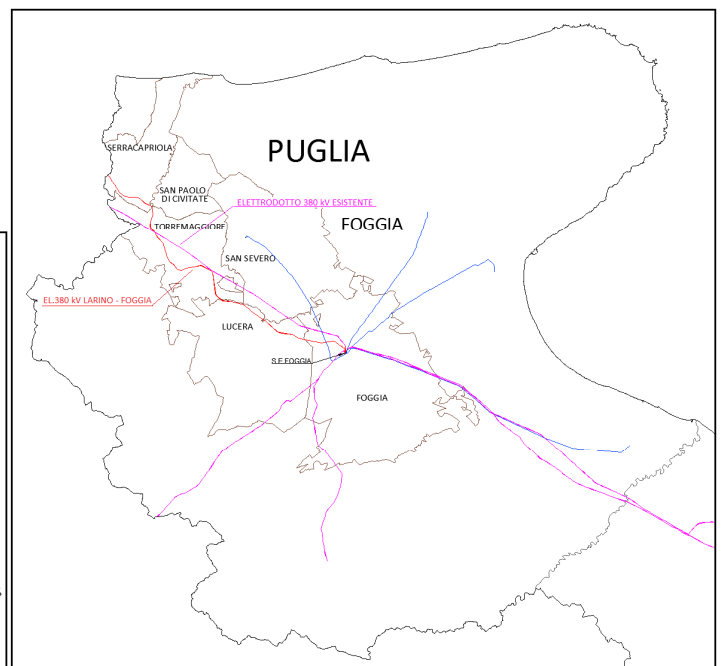 SERRACAPRIOLA
PUGLIA
SAN PAOLO
DI CIVITATE
ELETTRODOTTO 380 kV ESISTENTE
TORREMAGGIORE
FOGGIA
SAN SEVERO
EL.380 kV LARINO - FOGGIA
LUCERA
S.E.FOGGIA
FOGGIA